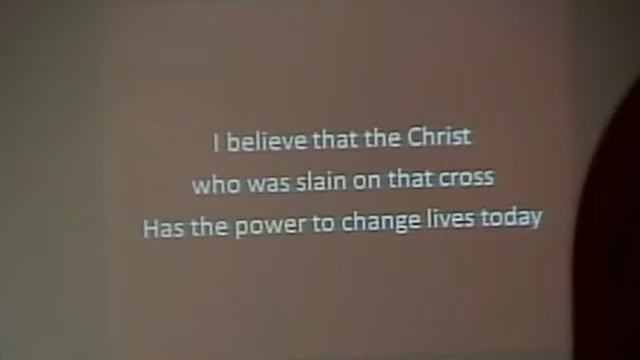 I believe that the Christ
who was slain on that cross
Has the power to change lives today